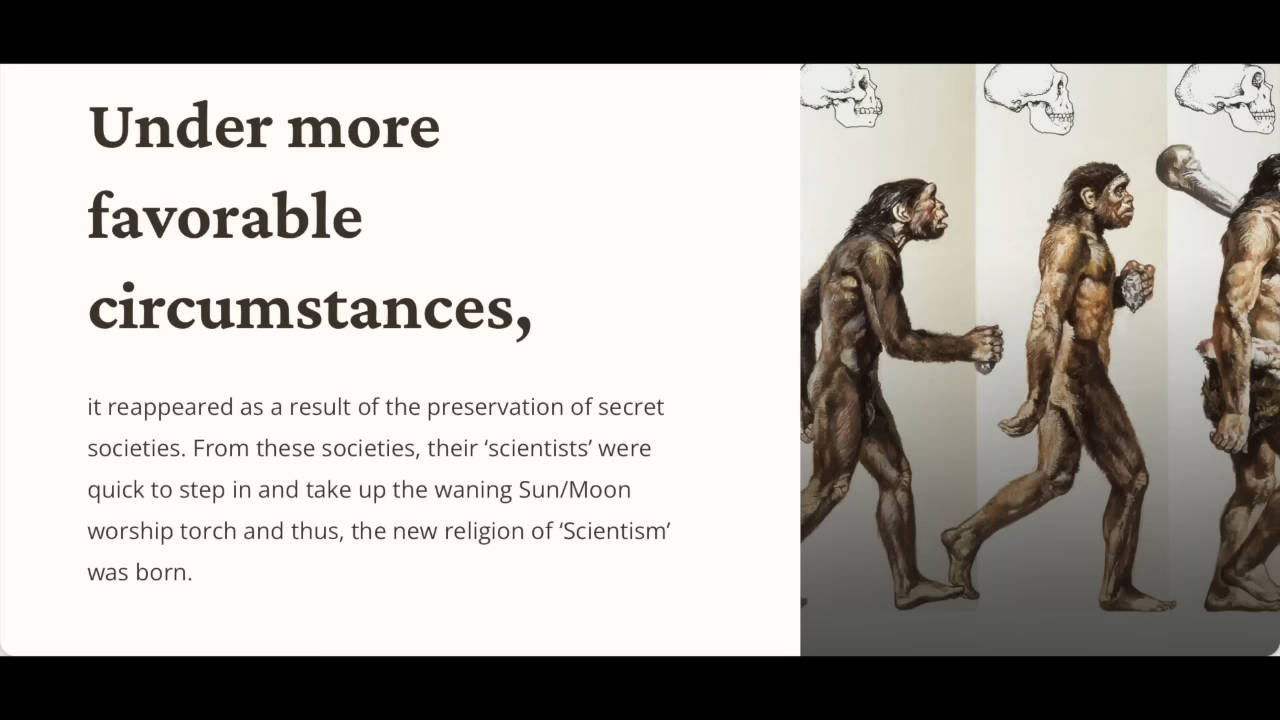 Under more
favorable
circumstances,
it reappeared as a result of the preservation of secret
societies. From these societies, their ‘scientists’ were
quick to step in and take up the waning Sun/Moon
worship torch and thus, the new religion of ‘Scientism’
was born.